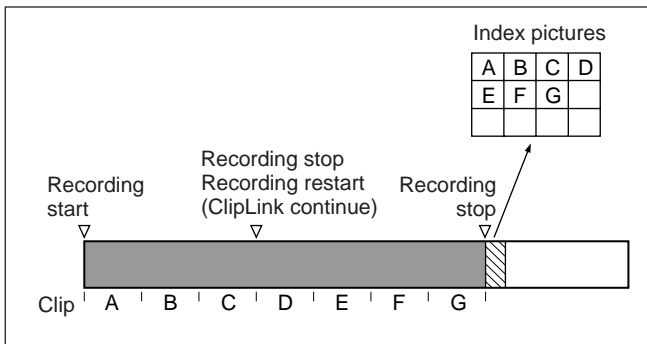 Index pictures
A B C D
E F G
Recording stop
Recording restart
(ClipLink continue)
Recording
start
Recording
stop
Clip A B C D E F G